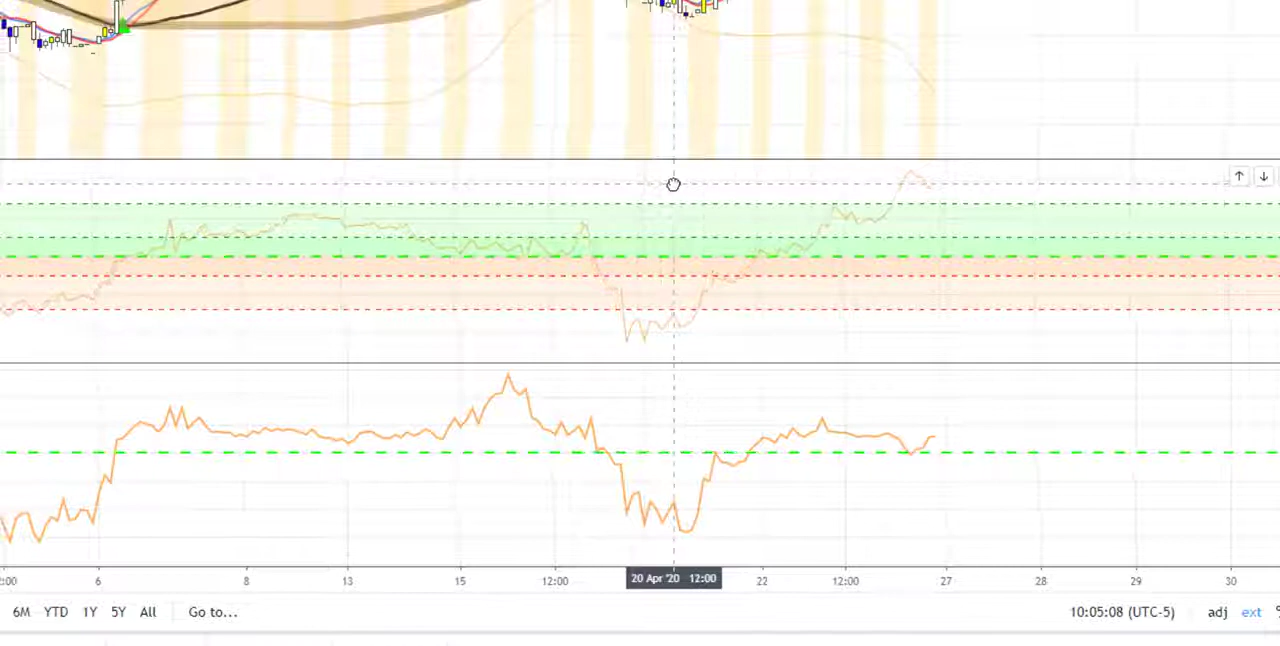 :00 6 8 13 15 12:00 20 Apr '20 12:00 22 12:00 27 28 29 30
6M YTD 1Y 5Y All Go to... 10:05:08 (UTC-5) adj ext